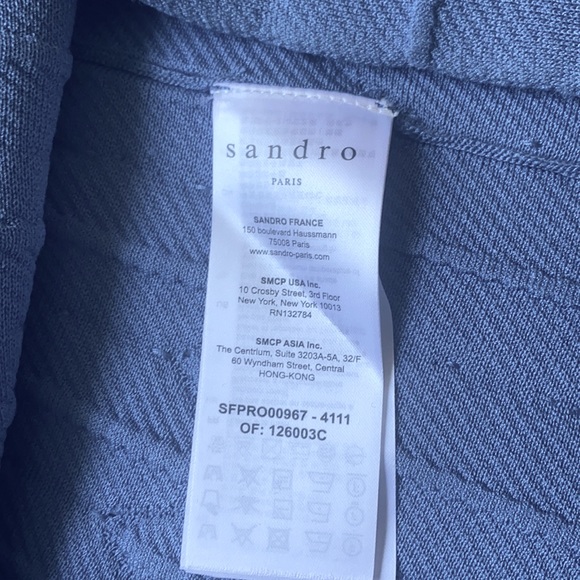 sandro
PARIS
SANDRO FRANCE
150 boulevard Haussmann
75008 Paris
www.sandro-paris.com
SMCP USA Inc.
10 Crosby Street, 3rd Floor
New York, New York 10013
RN132784
SMCP ASIA Inc.
The Centrium, Suite 3203A-5A, 32/F
60 Wyndham Street, Central
HONG-KONG
SFPRO00967 - 4111
OF: 126003C